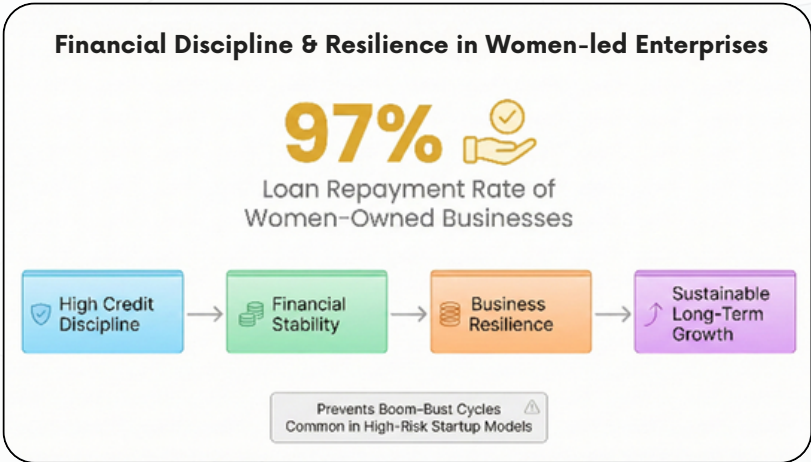 Financial Discipline & Resilience in Women-led Enterprises
97%
Loan Repayment Rate of
Women-Owned Businesses
High Credit
Discipline
Financial
Stability
Business
Resilience
Sustainable
Long-Term
Growth
Prevents Boom–Bust Cycles
Common in High-Risk Startup Models